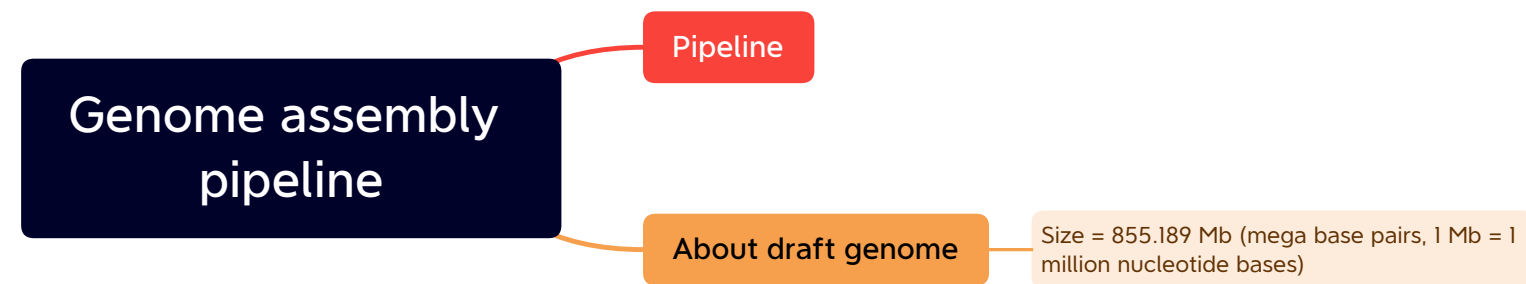 Pipeline
Genome assembly
pipeline
About draft genome
Size = 855.189 Mb (mega base pairs, 1 Mb = 1
million nucleotide bases)